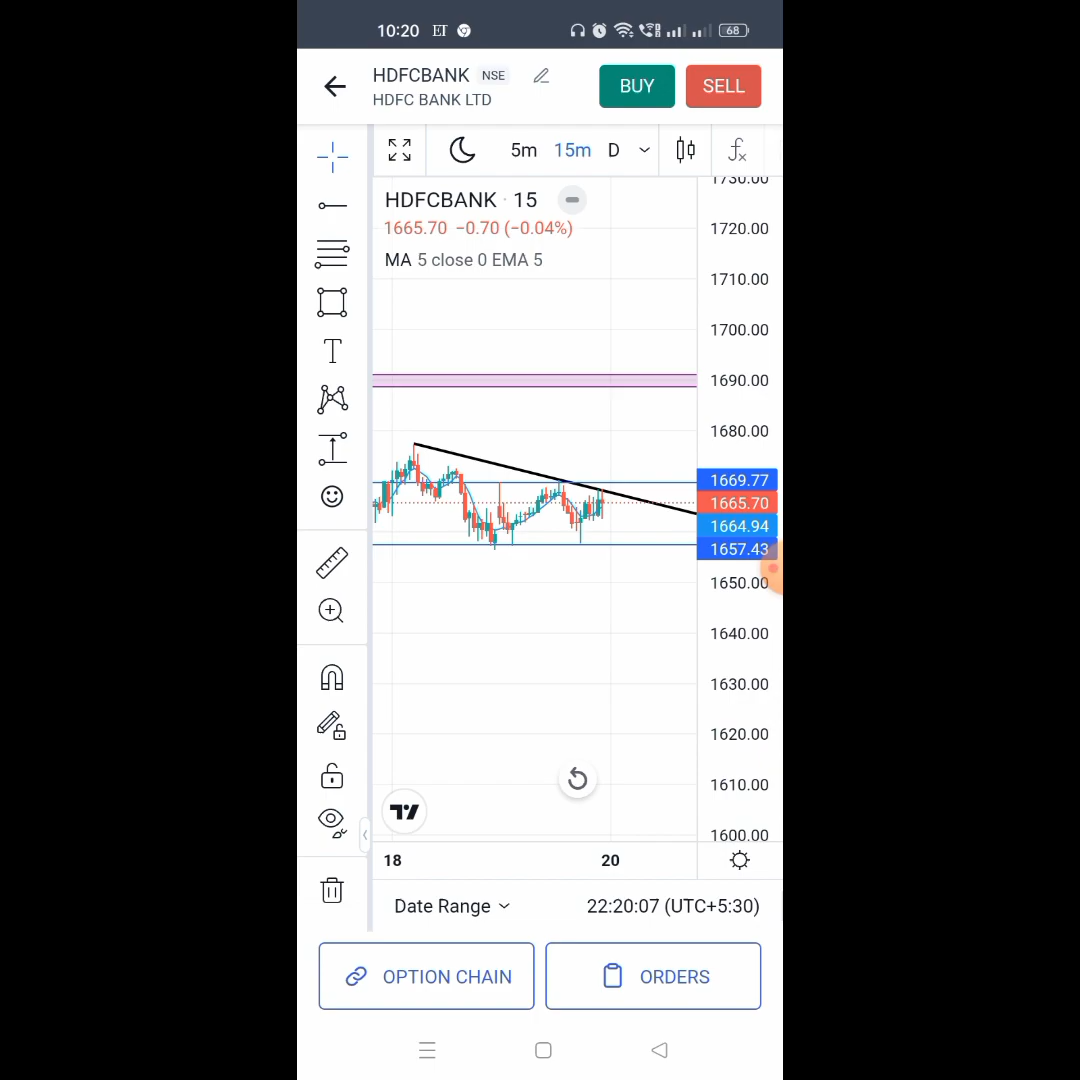 10:20 ET 68
HDFCBANK NSE
HDFC BANK LTD
BUY
SELL
5m 15m D
1730.00
HDFCBANK · 15
1720.00
1665.70 −0.70 (−0.04%)
MA 5 close 0 EMA 5
1710.00
1700.00
1690.00
1680.00
1669.77
1665.70
1664.94
1657.43
1650.00
1640.00
1630.00
1620.00
1610.00
1600.00
18 20
Date Range 22:20:07 (UTC+5:30)
OPTION CHAIN
ORDERS